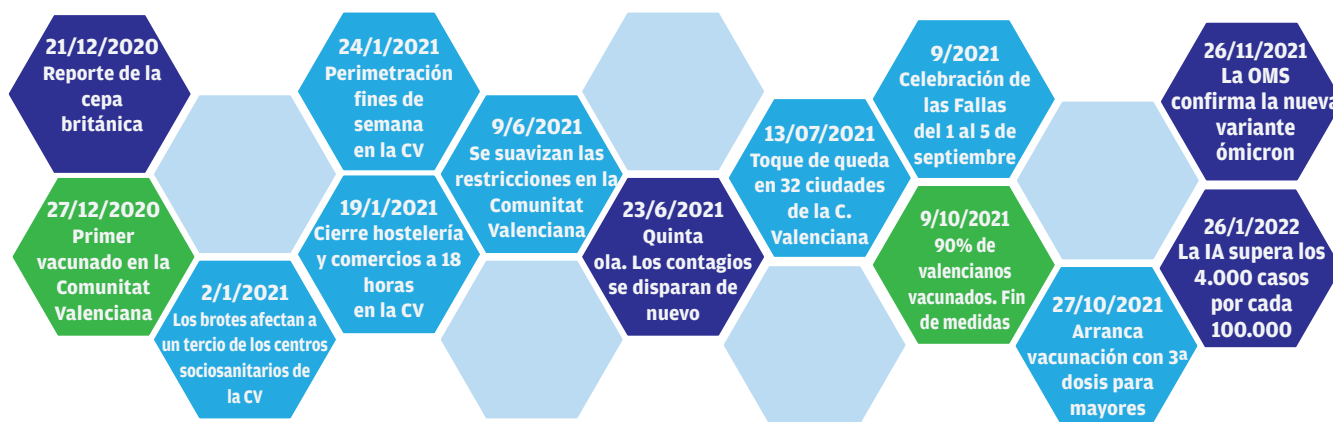 21/12/2020
Reporte de la
cepa
británica
27/12/2020
Primer
vacunado en la
Comunitat
Valenciana
2/1/2021
Los brotes afectan a
un tercio de los centros
sociosanitarios de
la CV
24/1/2021
Perimetración
fines de
semana
en la CV
19/1/2021
Cierre hostelería
y comercios a 18
horas
en la CV
9/6/2021
Se suavizan las
restricciones en la
Comunitat
Valenciana
23/6/2021
Quinta
ola. Los contagios
se disparan de
nuevo
13/07/2021
Toque de queda
en 32 ciudades
de la C.
Valenciana
9/2021
Celebración de
las Fallas
del 1 al 5 de
septiembre
9/10/2021
90% de
valencianos
vacunados. Fin
de medidas
27/10/2021
Arranca
vacunación con 3ª
dosis para
mayores
26/11/2021
La OMS
confirma la nueva
variante
ómicron
26/1/2022
La IA supera los
4.000 casos
por cada
100.000